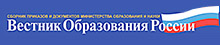 СБОРНИК ПРИКАЗОВ И ДОКУМЕНТОВ МИНИСТЕРСТВА ОБРАЗОВАНИЯ И НАУКИ
Вестник Образования России